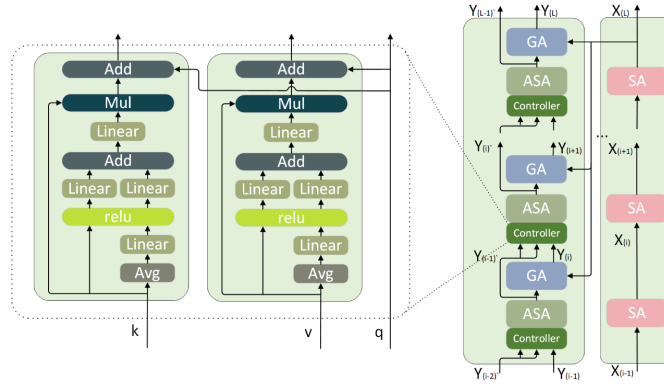 Add
Mul
Linear
Add
Linear Linear
relu
Linear
Avg
k
Add
Mul
Linear
Add
Linear Linear
relu
Linear
Avg
v
q
Y(L-1)' Y(L)
GA
ASA
Controller
Y(i)' Y(i+1)
GA
ASA
Controller
Y(i-1)' Y(i)
GA
ASA
Controller
Y(i-2)' Y(i-1)
X(L)
SA
...
X(i+1)
SA
X(i)
SA
X(i-1)